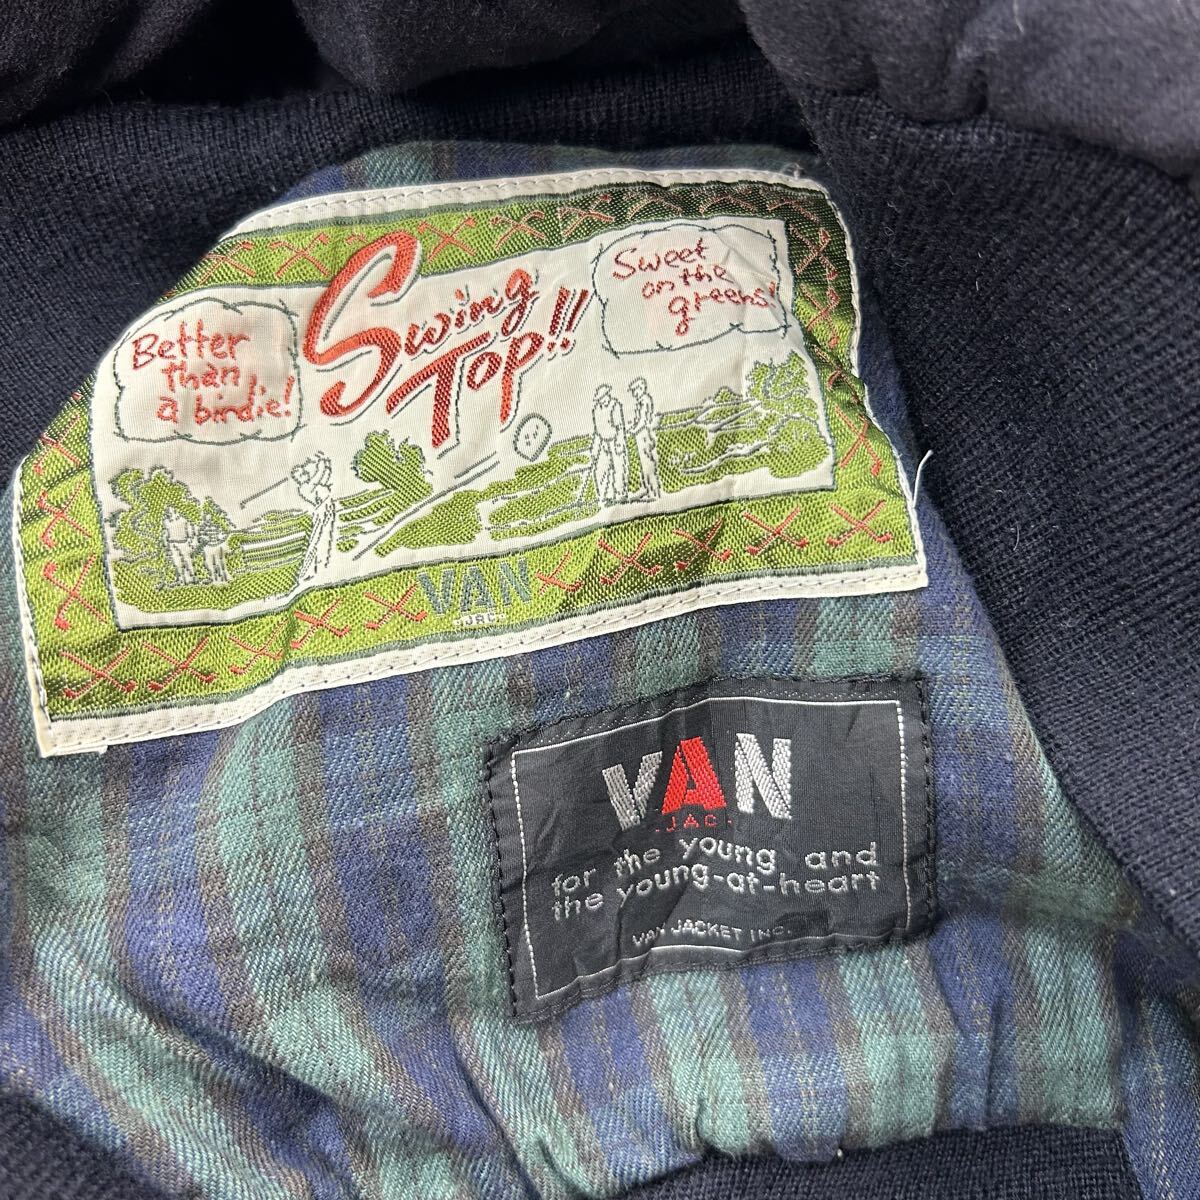 Better
than
a birdie!
Swing
Top!!
Sweet
on the
greens!
VAN
JAC
VAN
JAC
for the young and
the young-at-heart
VAN JACKET INC.